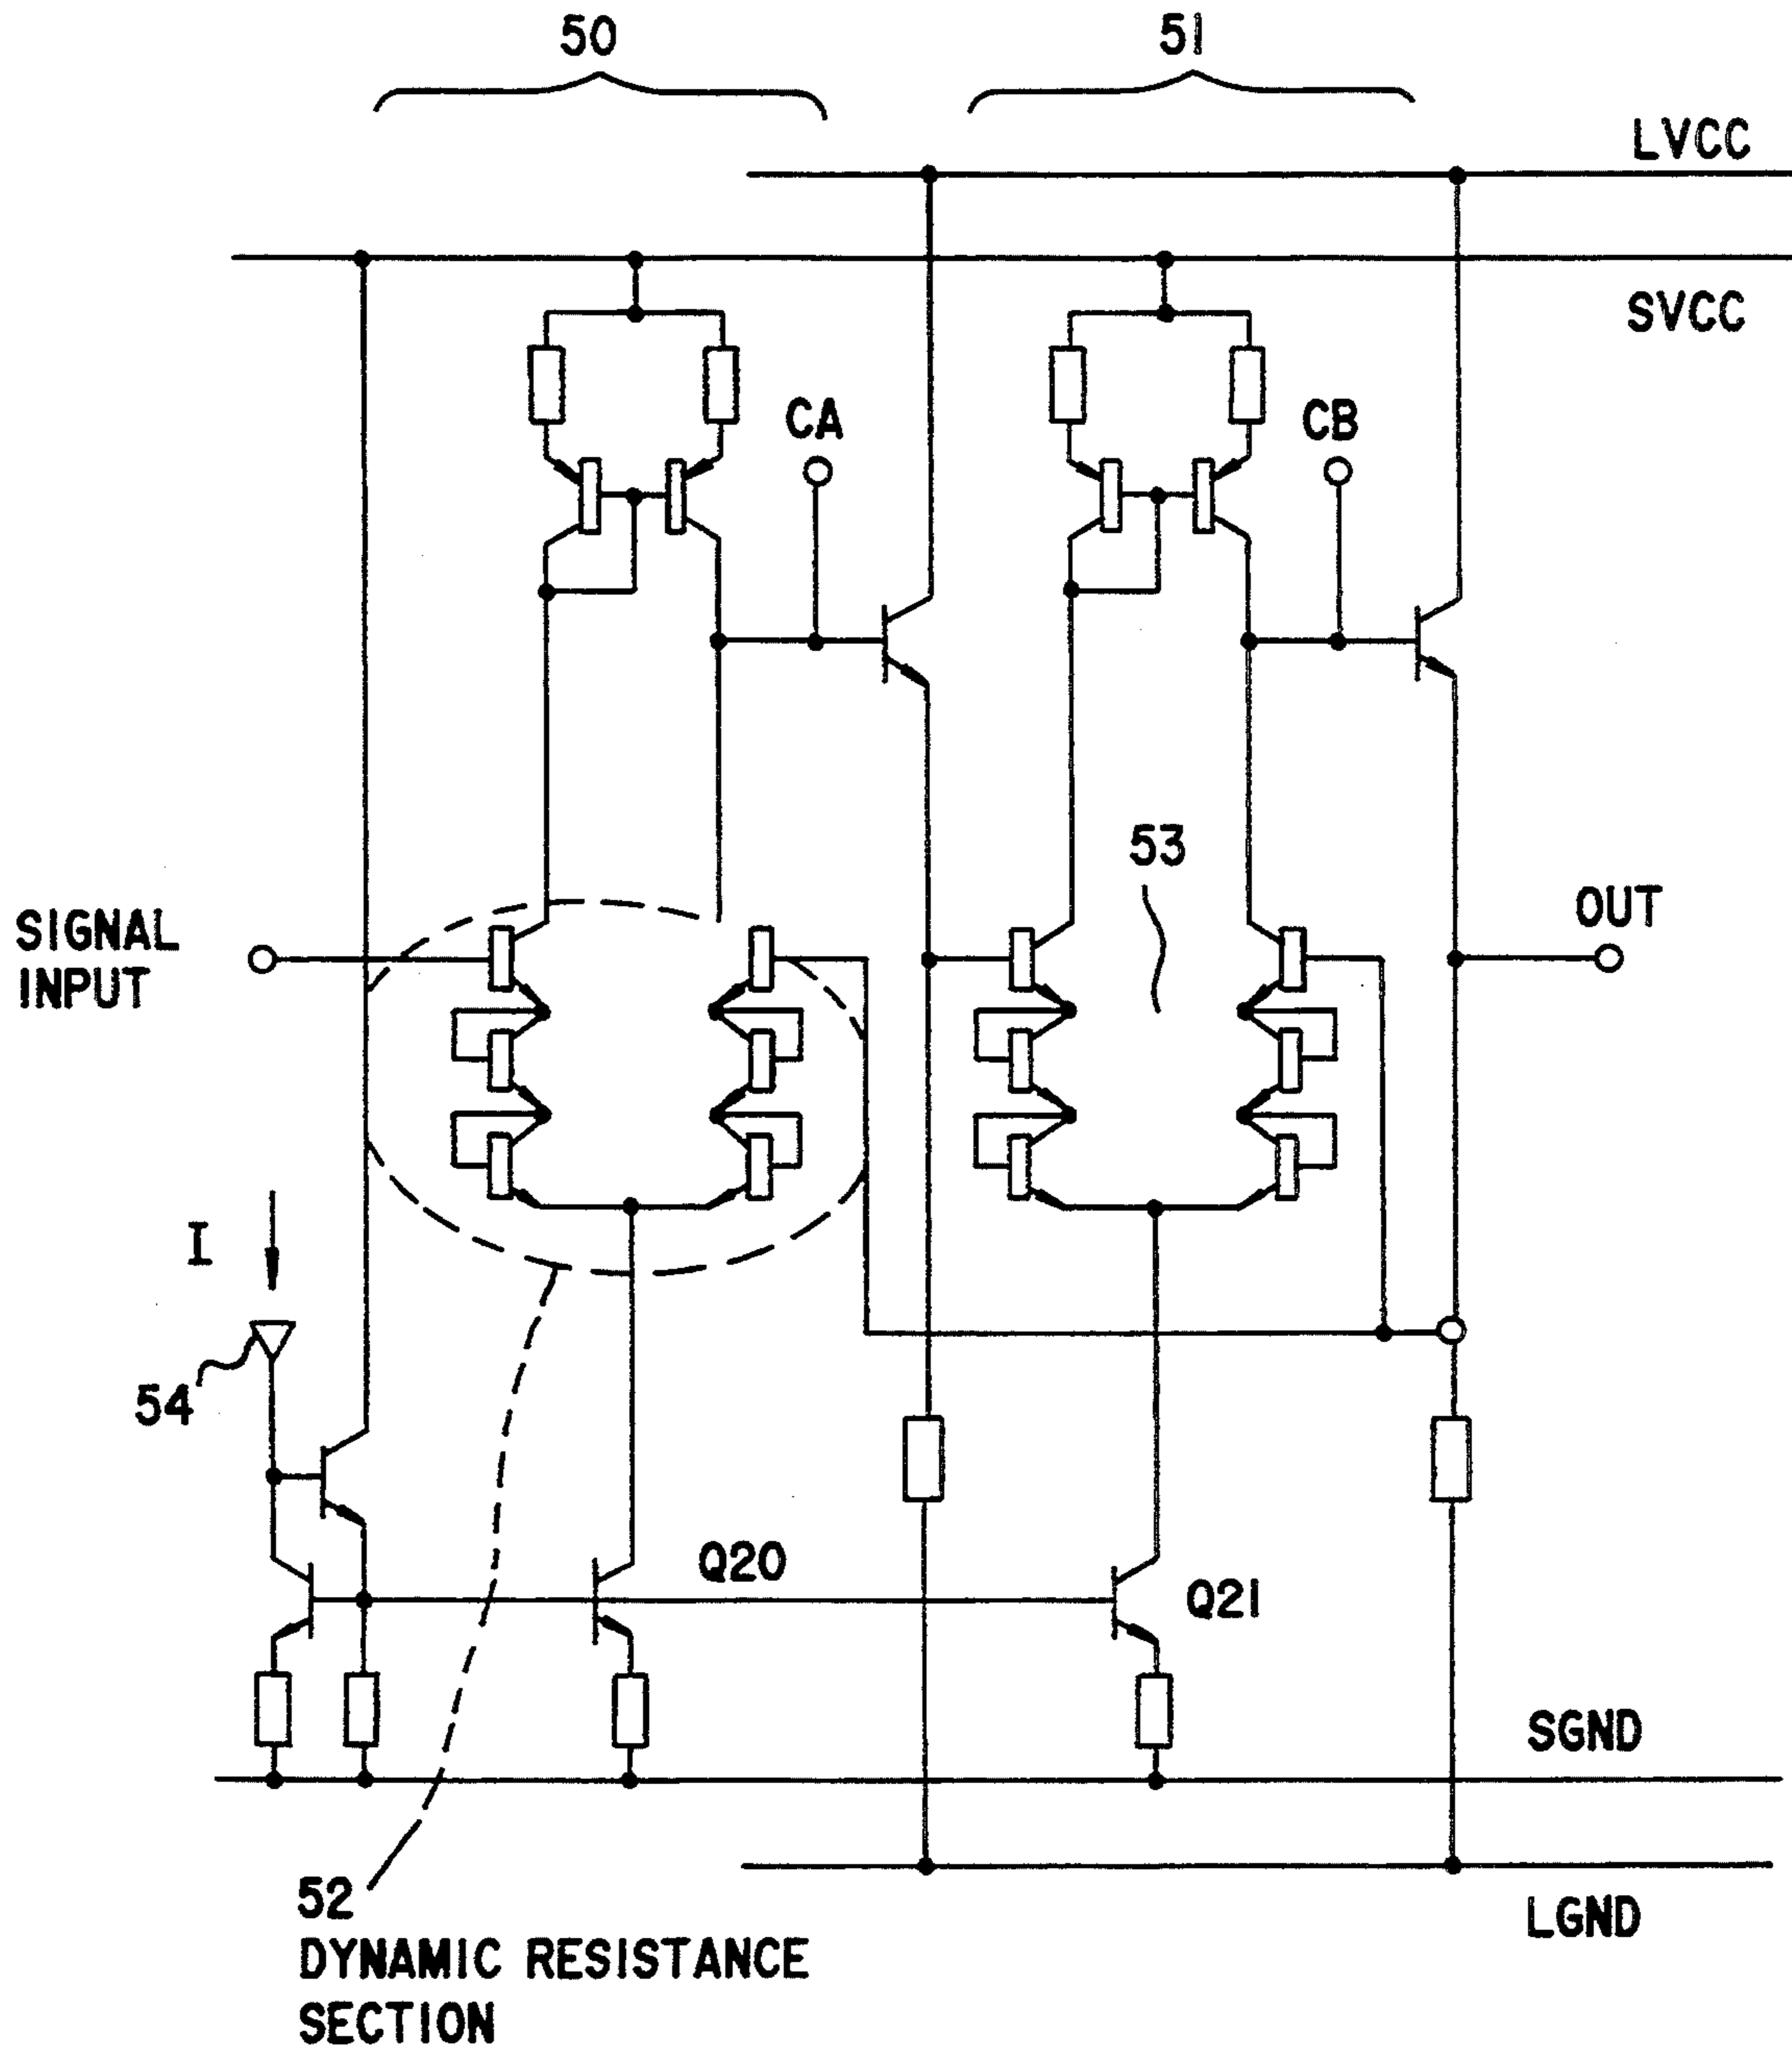 50
51
LVCC
SVCC
CA
CB
53
SIGNAL
INPUT
OUT
I
54
Q20
Q21
SGND
52
LGND
DYNAMIC RESISTANCE
SECTION